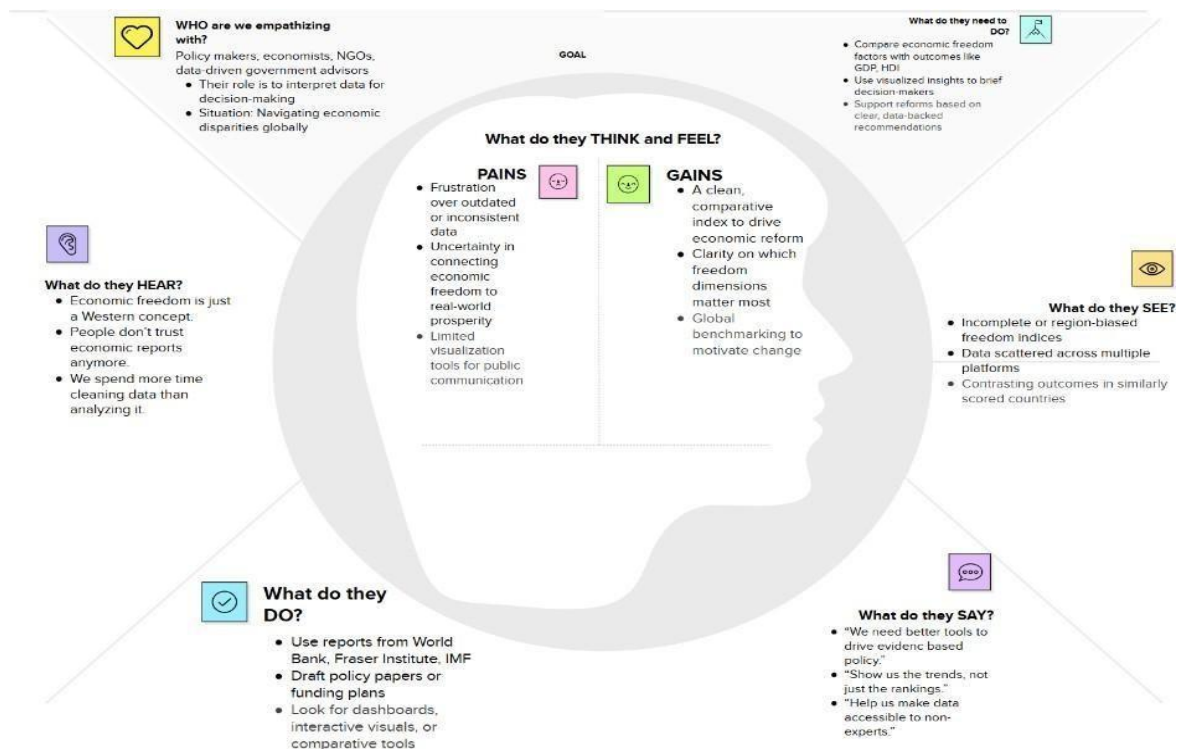 WHO are we empathizing
with?
Policy makers, economists, NGOs,
data-driven government advisors
• Their role is to interpret data for
decision-making
• Situation: Navigating economic
disparities globally
GOAL
What do they need to
DO?
• Compare economic freedom
factors with outcomes like
GDP, HDI
• Use visualized insights to brief
decision-makers
• Support reforms based on
clear, data-backed
recommendations
What do they THINK and FEEL?
PAINS
• Frustration
over outdated
or inconsistent
data
• Uncertainty in
connecting
economic
freedom to
real-world
prosperity
• Limited
visualization
tools for public
communication
GAINS
• A clean,
comparative
index to drive
economic reform
• Clarity on which
freedom
dimensions
matter most
• Global
benchmarking to
motivate change
What do they HEAR?
• Economic freedom is just
a Western concept.
• People don't trust
economic reports
anymore.
• We spend more time
cleaning data than
analyzing it.
What do they SEE?
• Incomplete or region-biased
freedom indices
• Data scattered across multiple
platforms
• Contrasting outcomes in similarly
scored countries
What do they
DO?
• Use reports from World
Bank, Fraser Institute, IMF
• Draft policy papers or
funding plans
• Look for dashboards,
interactive visuals, or
comparative tools
What do they SAY?
• "We need better tools to
drive evidenc based
policy."
• "Show us the trends, not
just the rankings."
• "Help us make data
accessible to non-
experts."